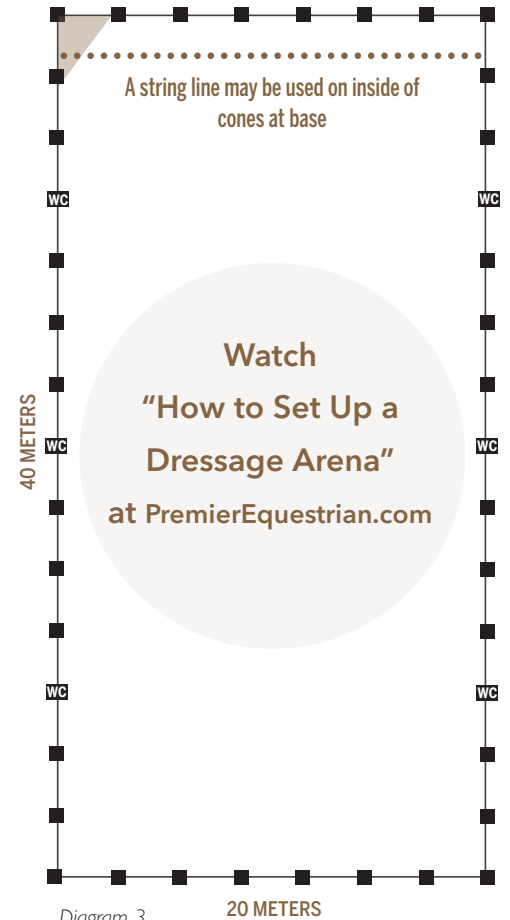 A string line may be used on inside of
cones at base
WC
WC
Watch
“How to Set Up a
Dressage Arena”
at PremierEquestrian.com
40 METERS
WC
WC
WC
WC
20 METERS
Diagram 3